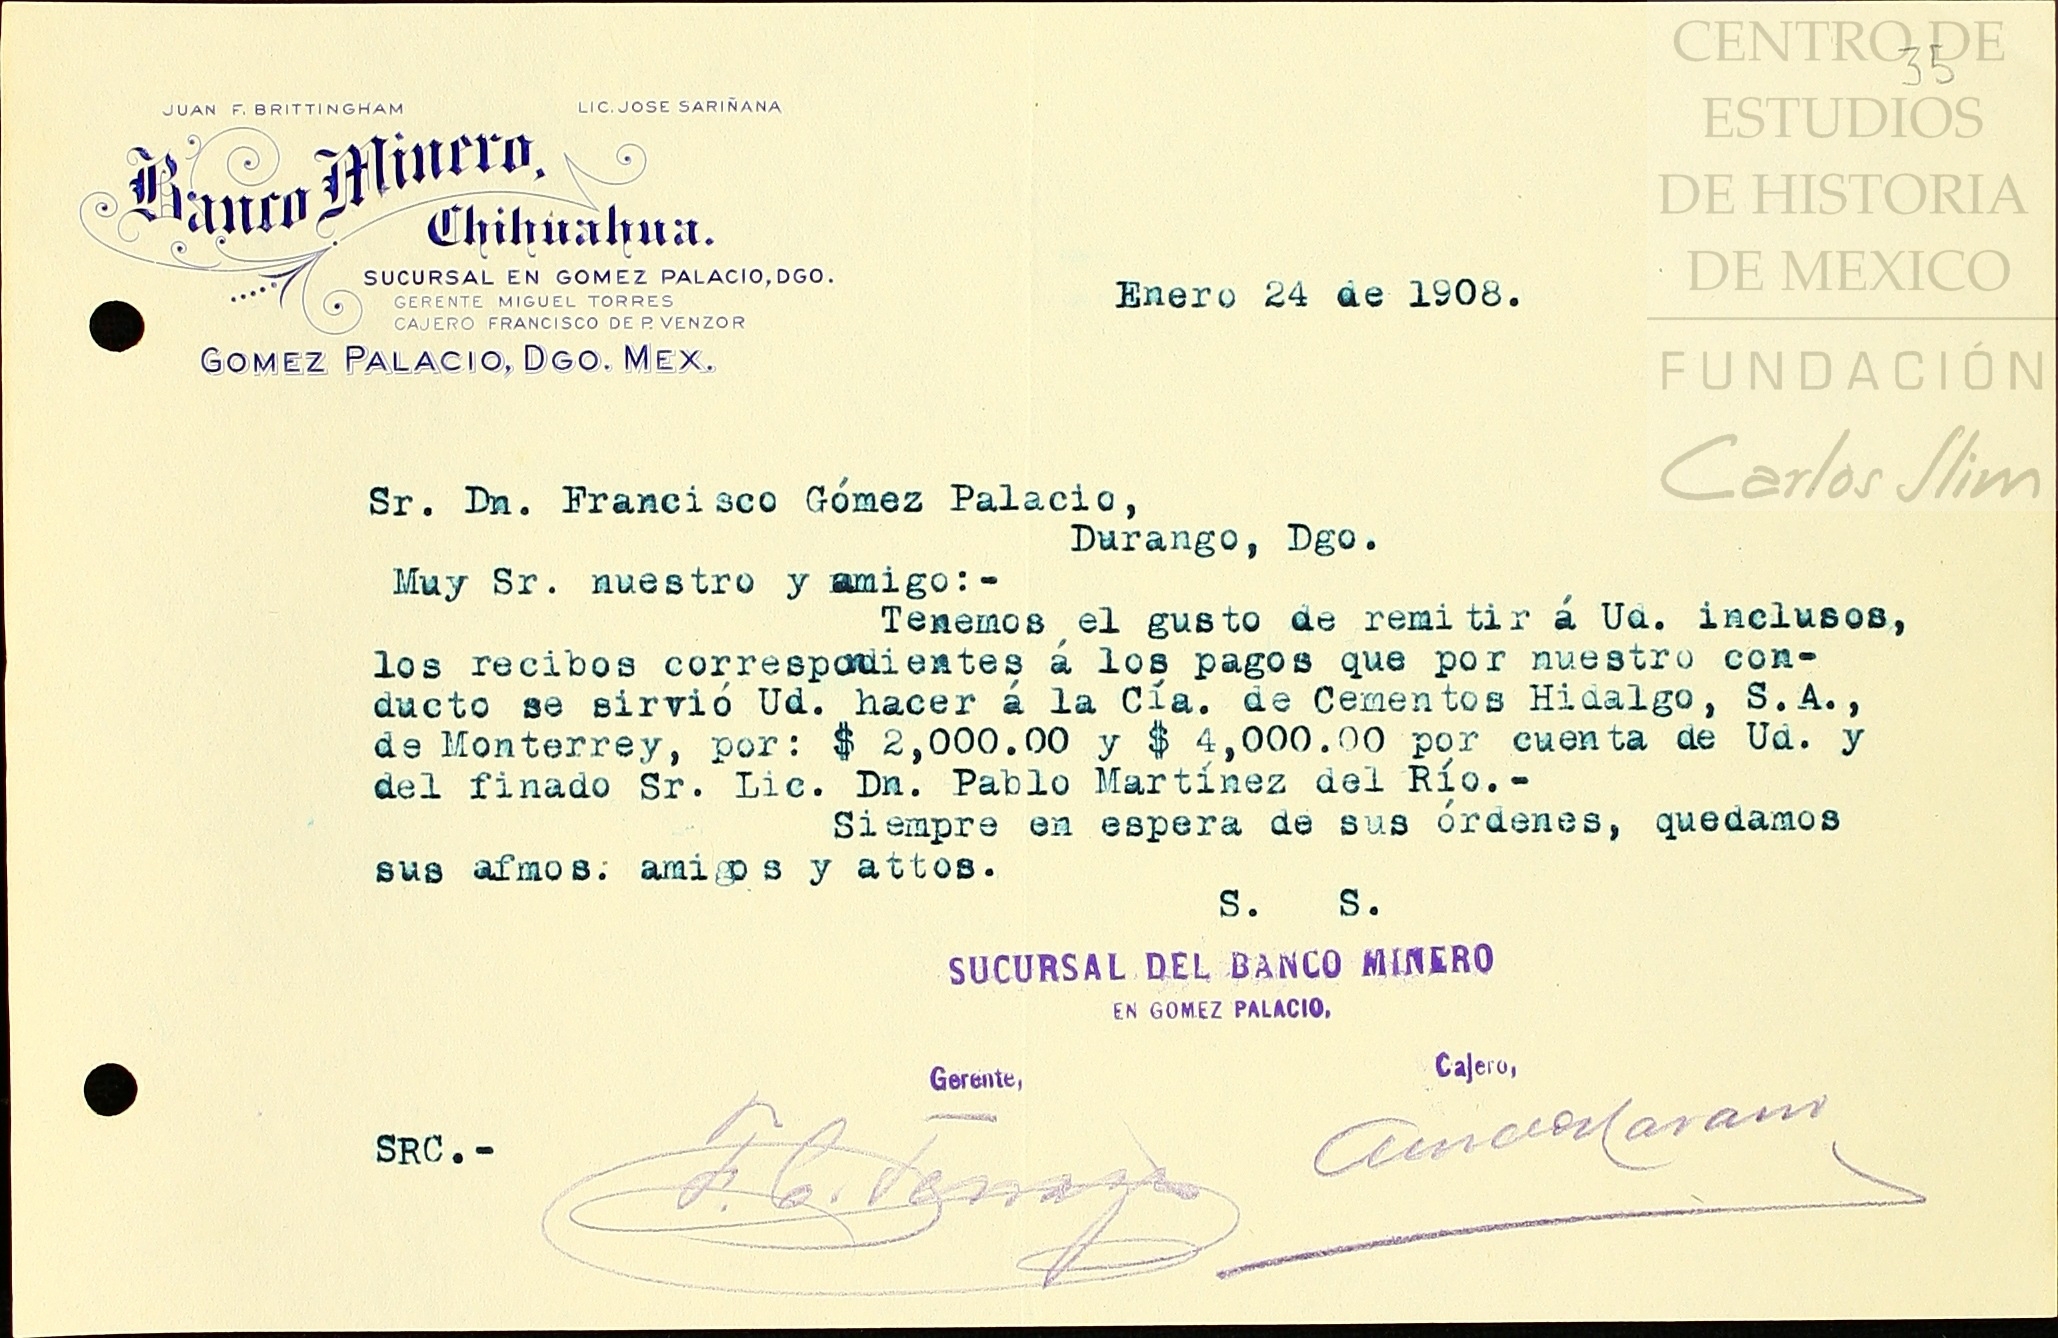 JUAN F. BRITTINGHAM
LIC. JOSE SARIÑANA
Banco Minero,
Chihuahua.
SUCURSAL EN GOMEZ PALACIO, DGO.
GERENTE MIGUEL TORRES
CAJERO FRANCISCO DE P. VENZOR
GOMEZ PALACIO, DGO. MEX.
CENTRO DE
35
ESTUDIOS
DE HISTORIA
DE MEXICO
FUNDACIÓN
Carlos Slim
Enero 24 de 1908.
Sr. Dn. Francisco Gómez Palacio,
Durango, Dgo.
Muy Sr. nuestro y amigo:-
Tenemos el gusto de remitir á Ud. inclusos,
los recibos correspondientes á los pagos que por nuestro con-
ducto se sirvió Ud. hacer á la Cía. de Cementos Hidalgo, S.A.,
de Monterrey, por: $ 2,000.00 y $ 4,000.00 por cuenta de Ud. y
del finado Sr. Lic. Dn. Pablo Martínez del Río.-
Siempre en espera de sus órdenes, quedamos
sus afmos: amigos y attos.
S. S.
SUCURSAL DEL BANCO MINERO
EN GOMEZ PALACIO,
Gerente,
Cajero,
SRC.-